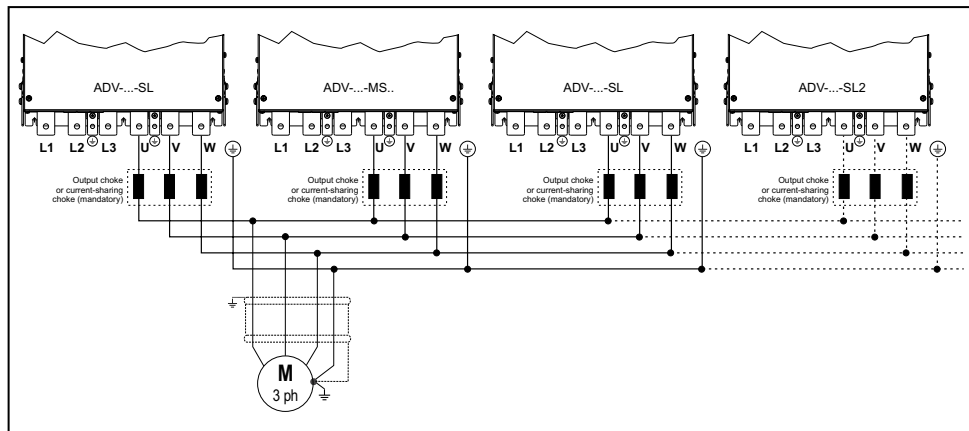 ADV-...-SL
ADV-...-MS..
ADV-...-SL
ADV-...-SL2
L1 L2 L3 U V W
L1 L2 L3 U V W
L1 L2 L3 U V W
L1 L2 L3 U V W
Output choke
or current-sharing
choke (mandatory)
Output choke
or current-sharing
choke (mandatory)
Output choke
or current-sharing
choke (mandatory)
Output choke
or current-sharing
choke (mandatory)
M
3 ph